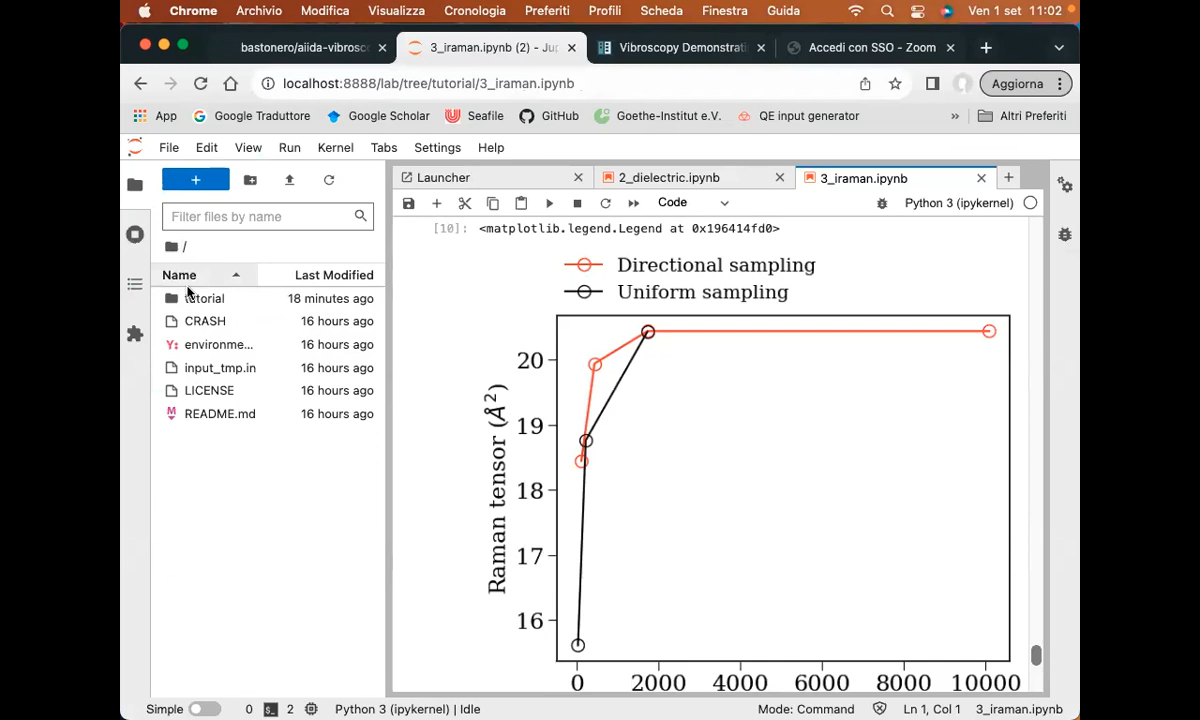 Chrome Archivio Modifica Visualizza Cronologia Preferiti Profili Scheda Finestra Guida Ven 1 set 11:02
bastonero/aiida-vibrosc 3_iraman.ipynb (2) - Ju Vibroscopy Demonstrati Accedi con SSO - Zoom
localhost:8888/lab/tree/tutorial/3_iraman.ipynb Aggiorna
App Google Traduttore Google Scholar Seafile GitHub Goethe-Institut e.V. QE input generator » Altri Preferiti
File Edit View Run Kernel Tabs Settings Help
Launcher 2_dielectric.ipynb 3_iraman.ipynb
Code Python 3 (ipykernel)
Filter files by name
/
Name Last Modified
tutorial 18 minutes ago
CRASH 16 hours ago
Y: environme... 16 hours ago
input_tmp.in 16 hours ago
LICENSE 16 hours ago
M README.md 16 hours ago
[10]: <matplotlib.legend.Legend at 0x196414fd0>
Directional sampling
Uniform sampling
Raman tensor (Å²)
20
19
18
17
16
0 2000 4000 6000 8000 10000
Simple 0 2 Python 3 (ipykernel) | Idle Mode: Command Ln 1, Col 1 3_iraman.ipynb